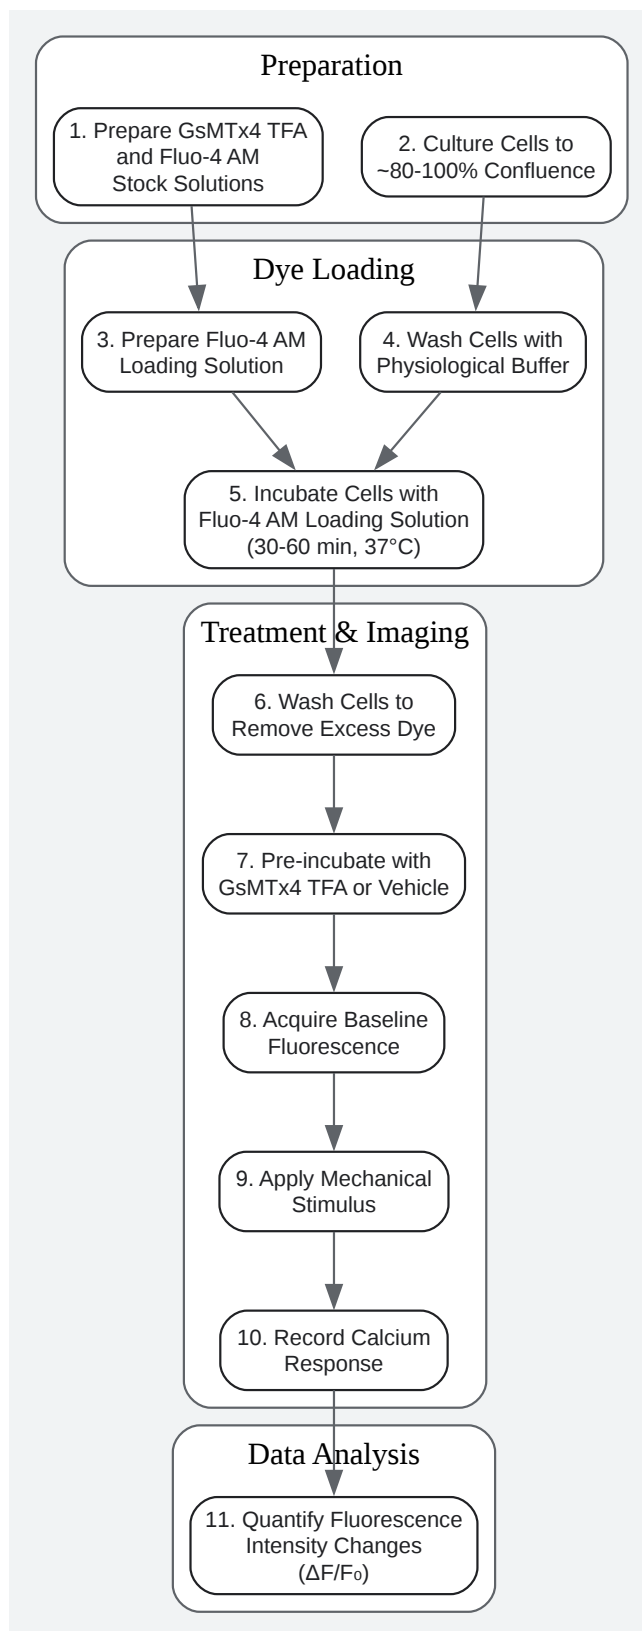 Preparation
1. Prepare GsMTx4 TFA
and Fluo-4 AM
Stock Solutions
2. Culture Cells to
~80-100% Confluence
Dye Loading
3. Prepare Fluo-4 AM
Loading Solution
4. Wash Cells with
Physiological Buffer
5. Incubate Cells with
Fluo-4 AM Loading Solution
(30-60 min, 37°C)
Treatment & Imaging
6. Wash Cells to
Remove Excess Dye
7. Pre-incubate with
GsMTx4 TFA or Vehicle
8. Acquire Baseline
Fluorescence
9. Apply Mechanical
Stimulus
10. Record Calcium
Response
Data Analysis
11. Quantify Fluorescence
Intensity Changes
(ΔF/F₀)